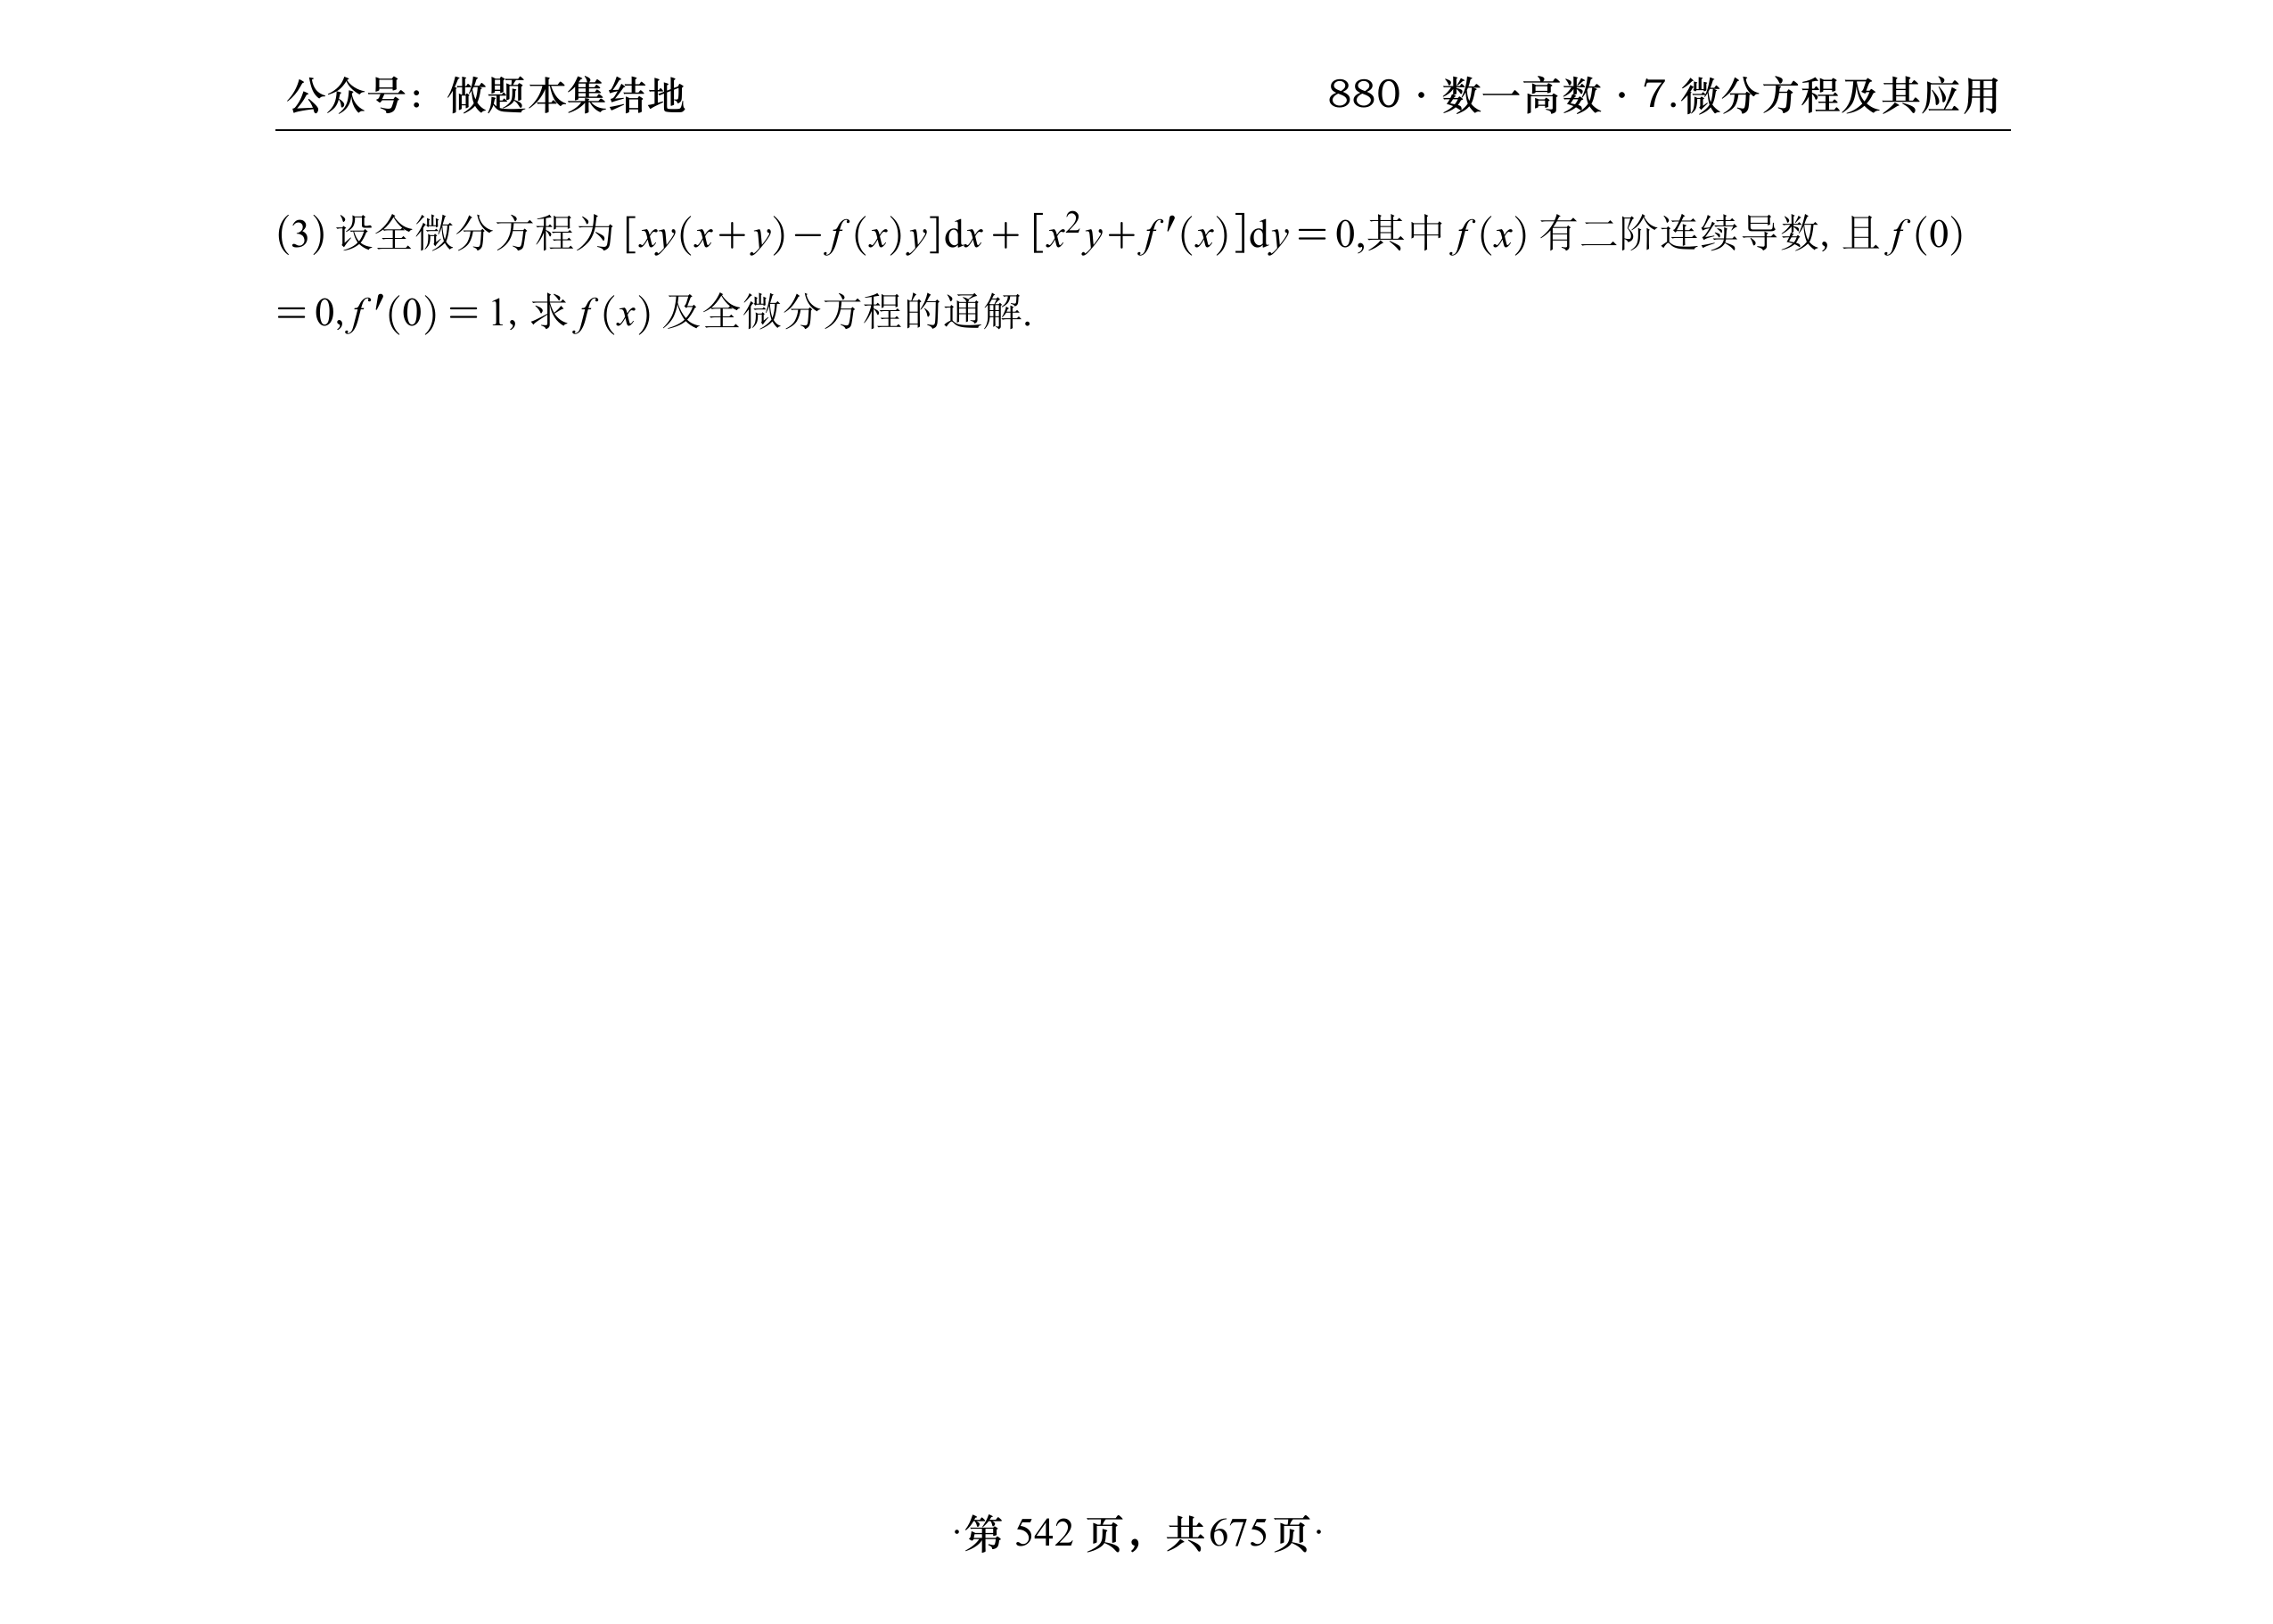 公众号：做题本集结地
880 · 数一高数 · 7.微分方程及其应用
(3) 设全微分方程为 [xy(x+y)−f(x)y]dx + [x²y+f′(x)]dy = 0,其中 f(x) 有二阶连续导数, 且 f(0)
= 0,f′(0) = 1, 求 f(x) 及全微分方程的通解.
·第 542 页，共675页·